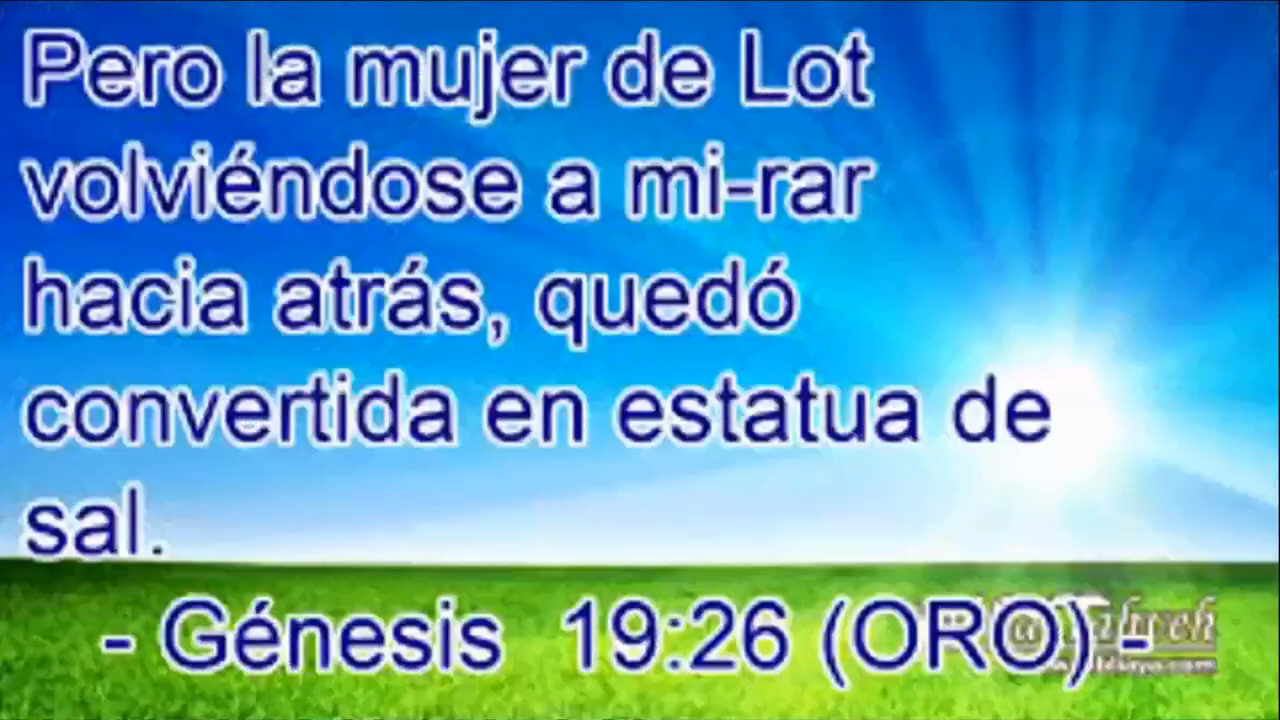 Pero la mujer de Lot
volviéndose a mi-rar
hacia atrás, quedó
convertida en estatua de
sal.
- Génesis 19:26 (ORO) -